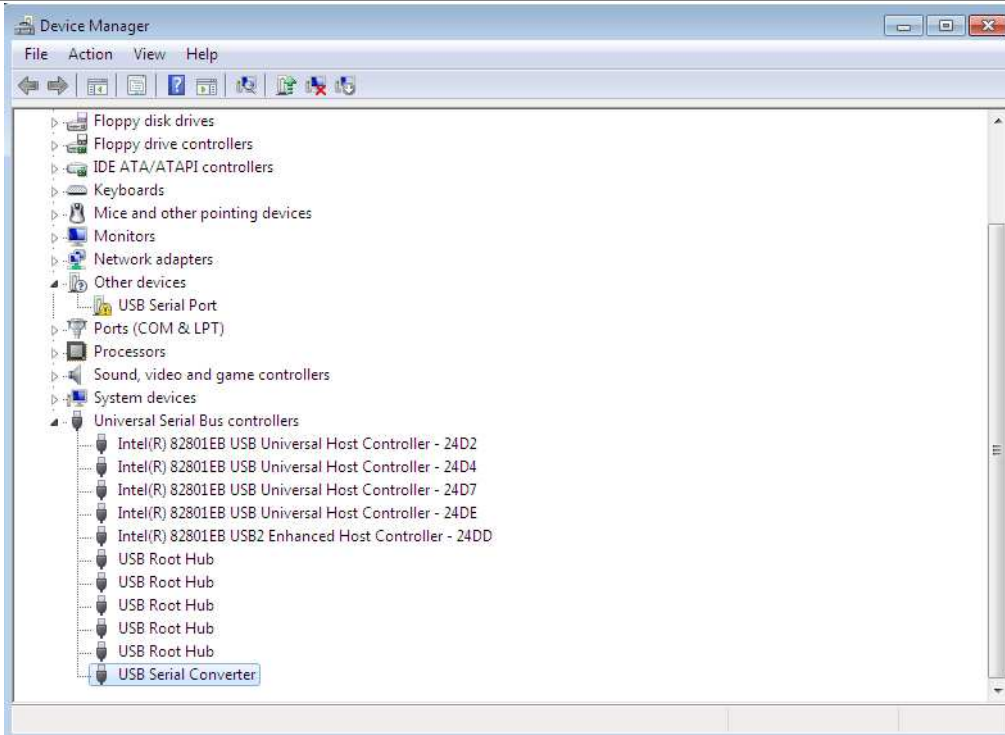 Device Manager
File Action View Help
Floppy disk drives
Floppy drive controllers
IDE ATA/ATAPI controllers
Keyboards
Mice and other pointing devices
Monitors
Network adapters
Other devices
USB Serial Port
Ports (COM & LPT)
Processors
Sound, video and game controllers
System devices
Universal Serial Bus controllers
Intel(R) 82801EB USB Universal Host Controller - 24D2
Intel(R) 82801EB USB Universal Host Controller - 24D4
Intel(R) 82801EB USB Universal Host Controller - 24D7
Intel(R) 82801EB USB Universal Host Controller - 24DE
Intel(R) 82801EB USB2 Enhanced Host Controller - 24DD
USB Root Hub
USB Root Hub
USB Root Hub
USB Root Hub
USB Root Hub
USB Serial Converter